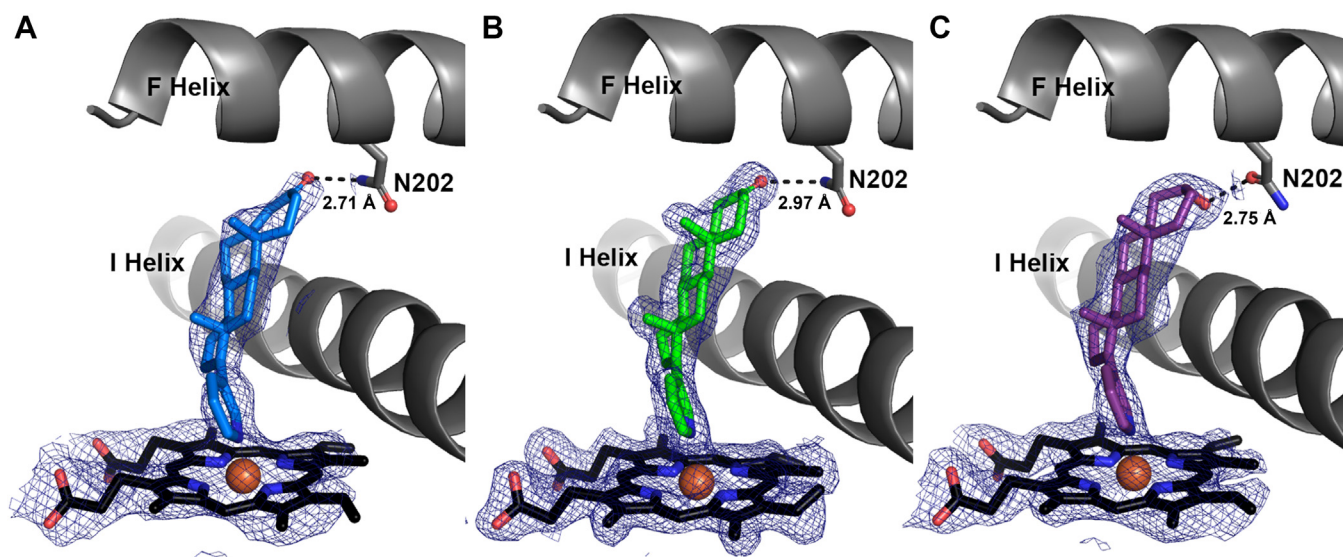 A
F Helix
N202
2.71 Å
I Helix
B
F Helix
N202
2.97 Å
I Helix
C
F Helix
N202
2.75 Å
I Helix